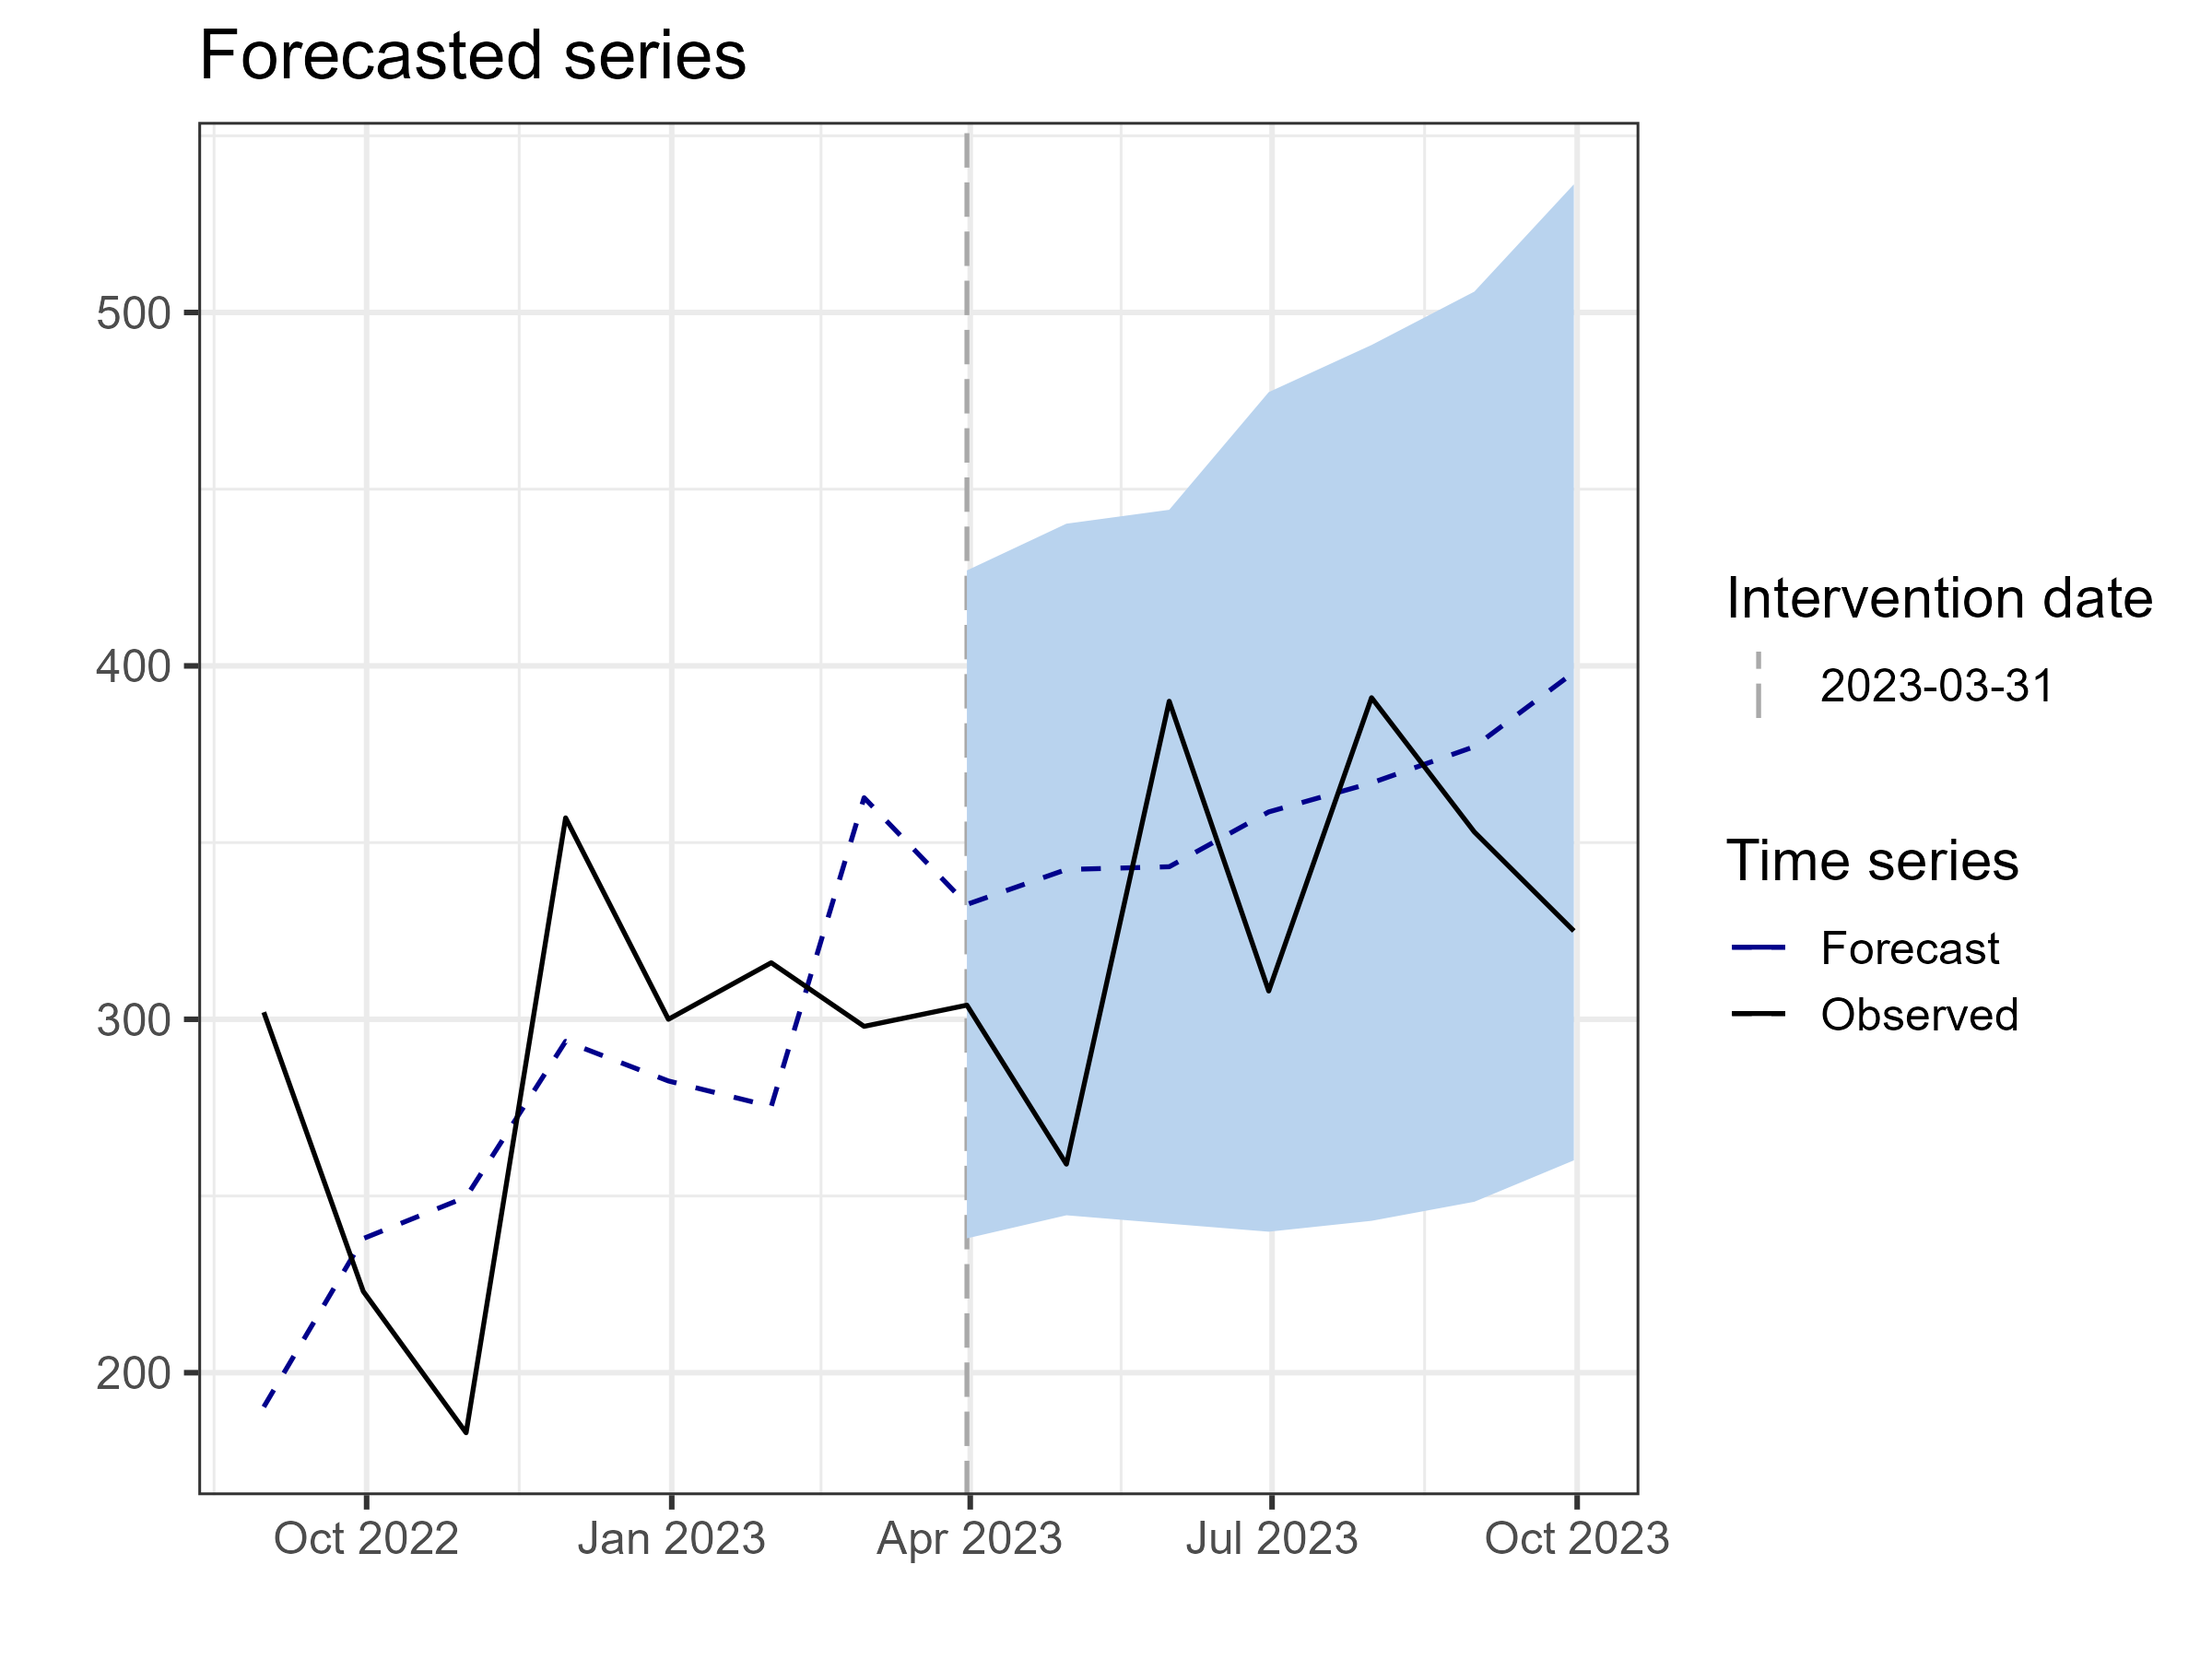 Forecasted series
500
400
300
200
Oct 2022
Jan 2023
Apr 2023
Jul 2023
Oct 2023
Intervention date
2023-03-31
Time series
Forecast
Observed